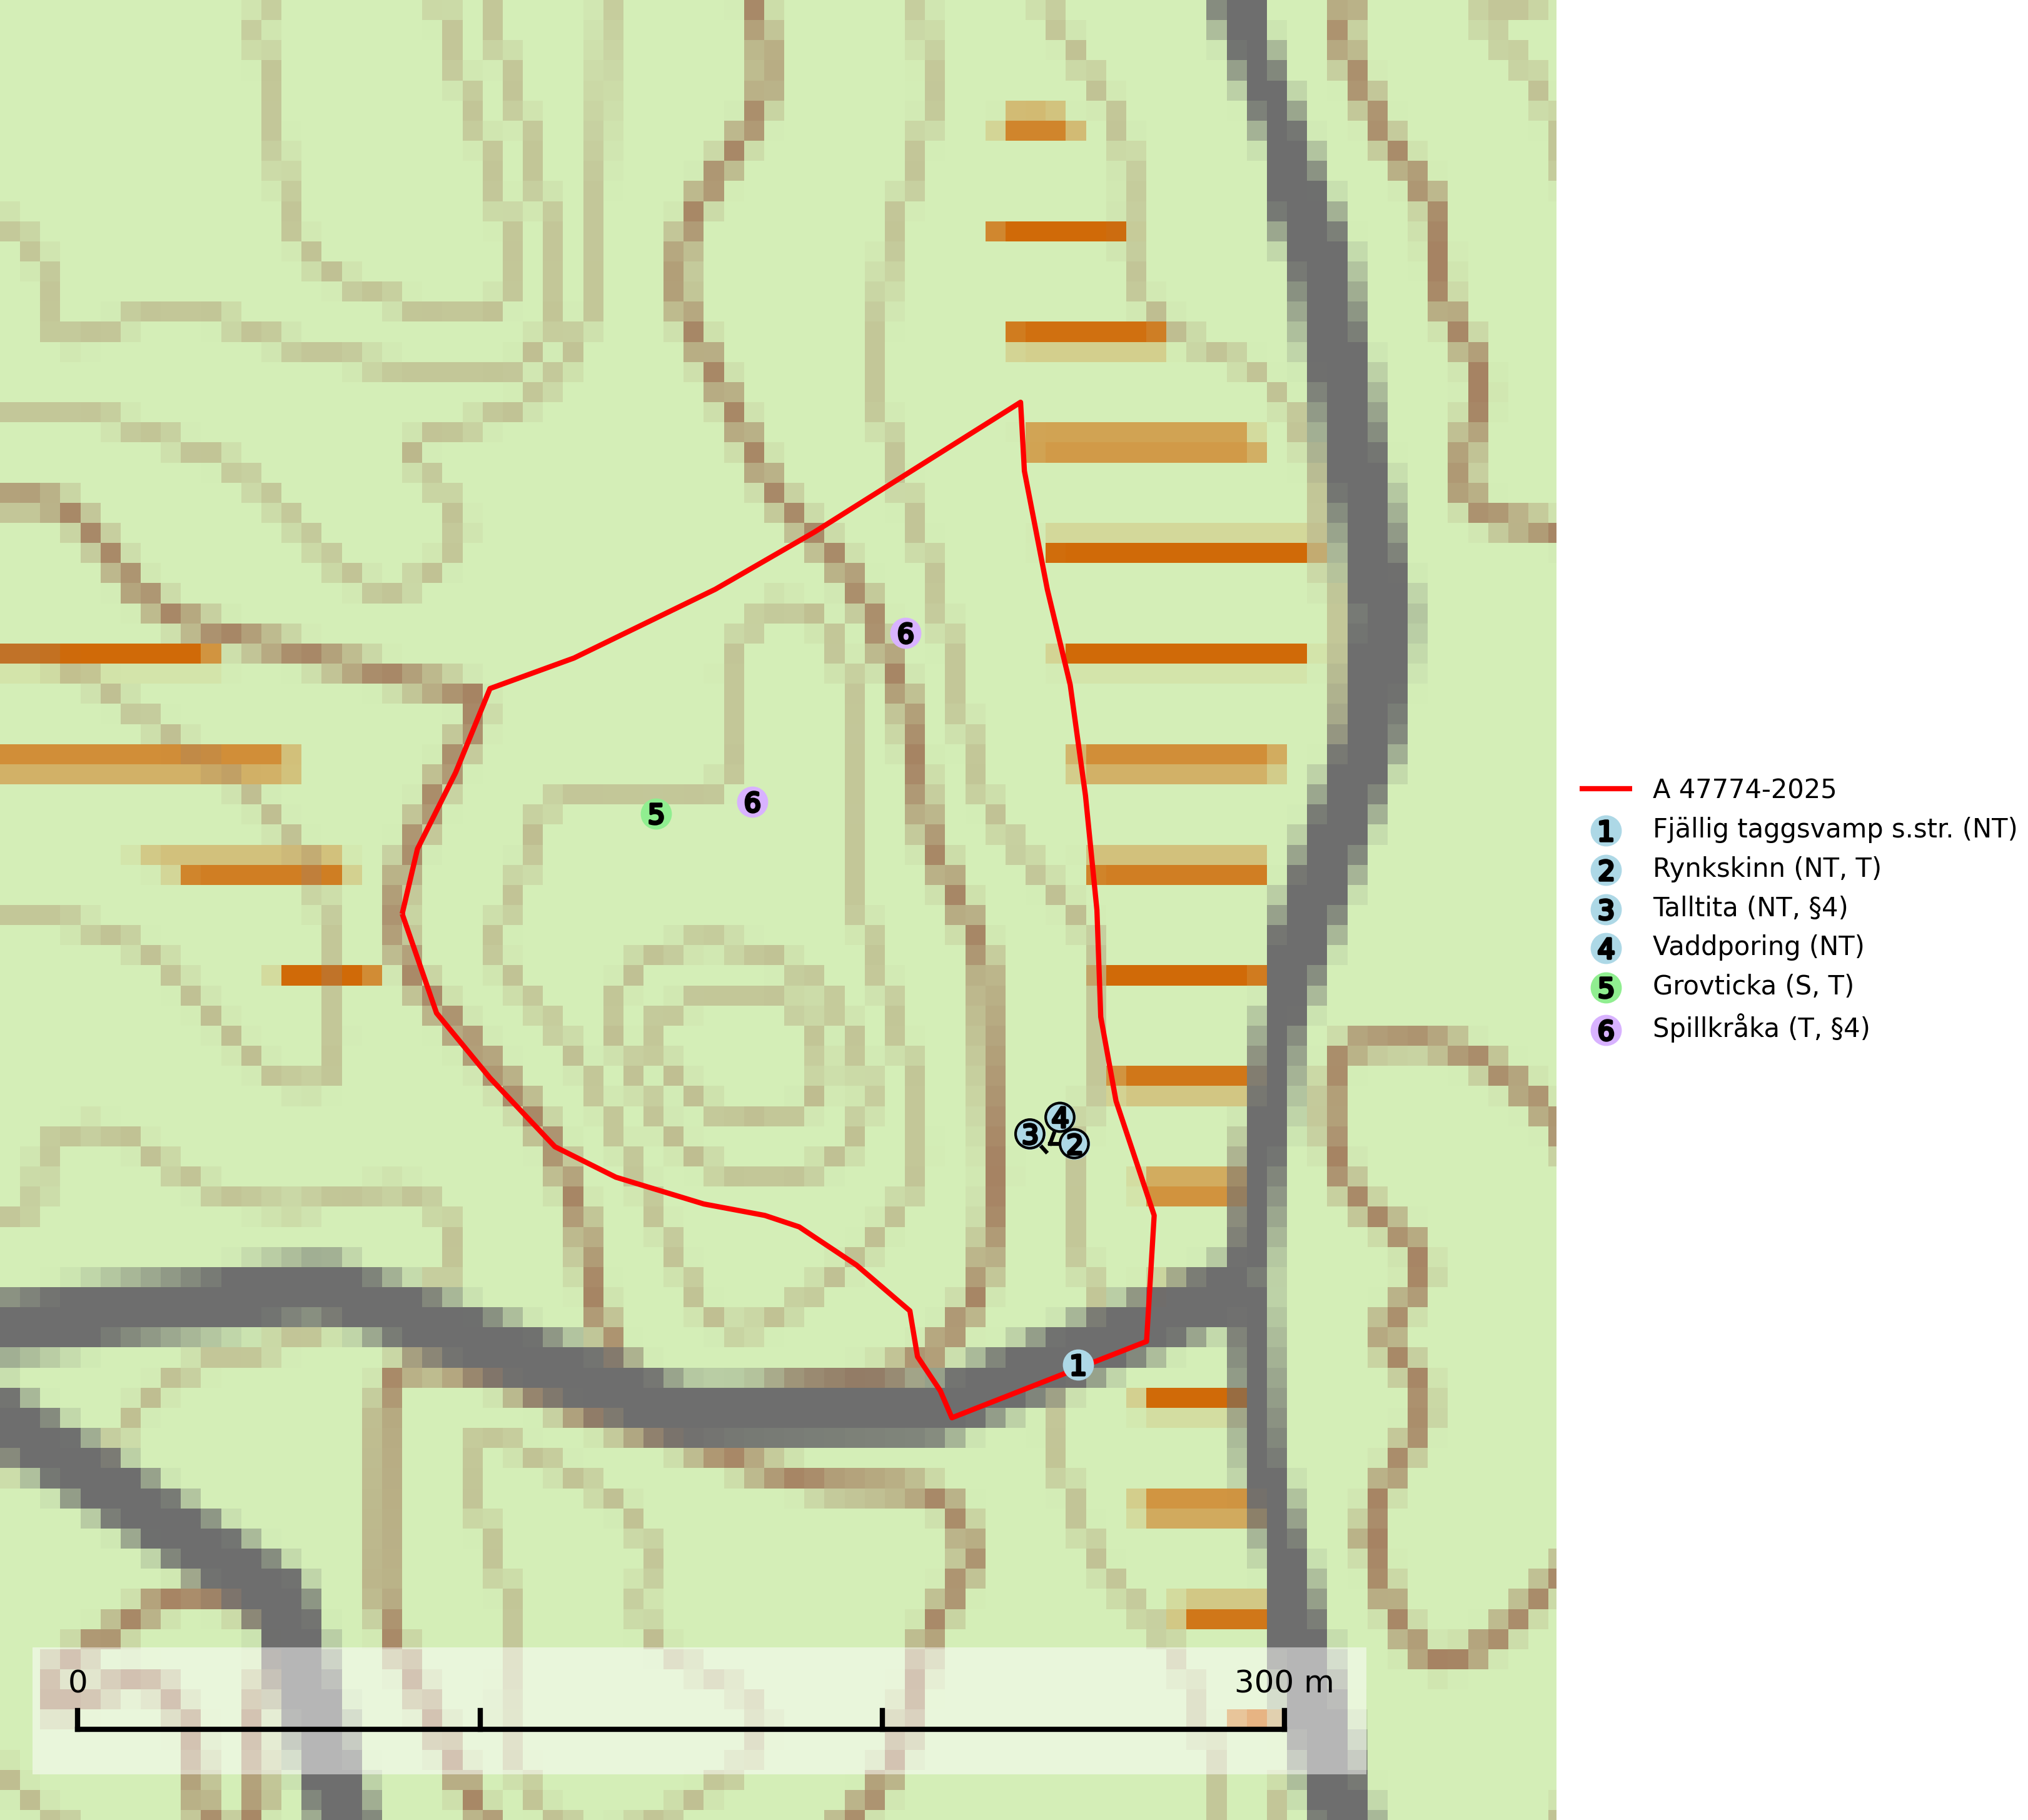 6
5
6
4
3
2
1
0
300 m
A 47774-2025
1 Fjällig taggsvamp s.str. (NT)
2 Rynkskinn (NT, T)
3 Talltita (NT, §4)
4 Vaddporing (NT)
5 Grovticka (S, T)
6 Spillkråka (T, §4)